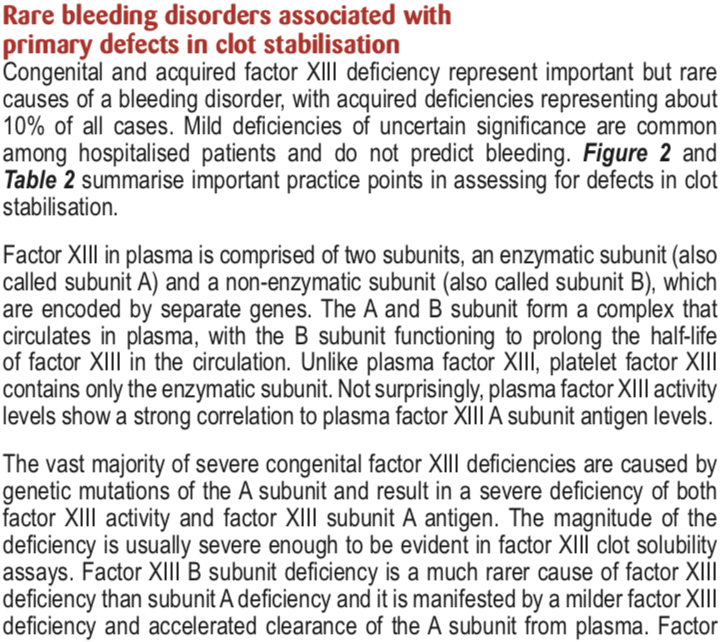 Rare bleeding disorders associated with
primary defects in clot stabilisation
Congenital and acquired factor XIII deficiency represent important but rare
causes of a bleeding disorder, with acquired deficiencies representing about
10% of all cases. Mild deficiencies of uncertain significance are common
among hospitalised patients and do not predict bleeding. Figure 2 and
Table 2 summarise important practice points in assessing for defects in clot
stabilisation.
Factor XIII in plasma is comprised of two subunits, an enzymatic subunit (also
called subunit A) and a non-enzymatic subunit (also called subunit B), which
are encoded by separate genes. The A and B subunit form a complex that
circulates in plasma, with the B subunit functioning to prolong the half-life
of factor XIII in the circulation. Unlike plasma factor XIII, platelet factor XIII
contains only the enzymatic subunit. Not surprisingly, plasma factor XIII activity
levels show a strong correlation to plasma factor XIII A subunit antigen levels.
The vast majority of severe congenital factor XIII deficiencies are caused by
genetic mutations of the A subunit and result in a severe deficiency of both
factor XIII activity and factor XIII subunit A antigen. The magnitude of the
deficiency is usually severe enough to be evident in factor XIII clot solubility
assays. Factor XIII B subunit deficiency is a much rarer cause of factor XIII
deficiency than subunit A deficiency and it is manifested by a milder factor XIII
deficiency and accelerated clearance of the A subunit from plasma. Factor